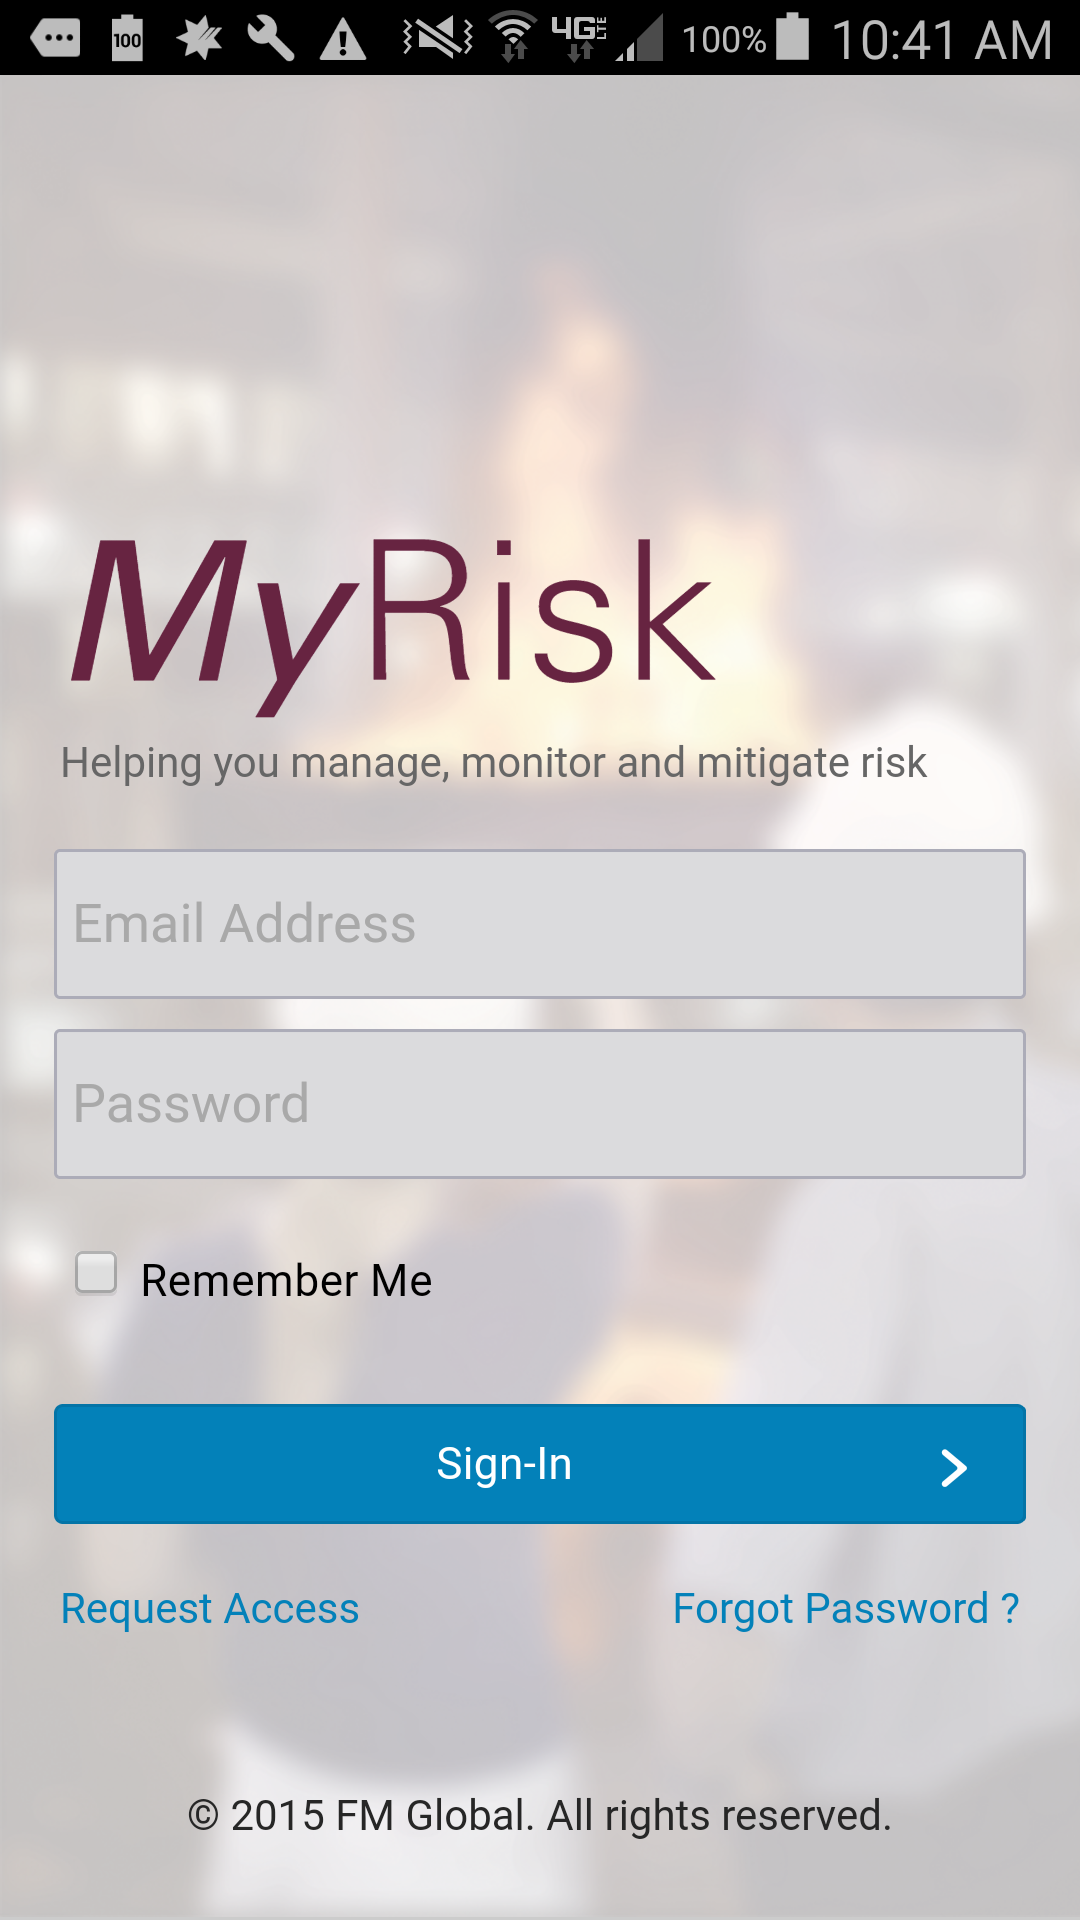 100 4G LTE 100% 10:41 AM
MyRisk
Helping you manage, monitor and mitigate risk
Email Address
Password
Remember Me
Sign-In
Request Access Forgot Password ?
© 2015 FM Global. All rights reserved.